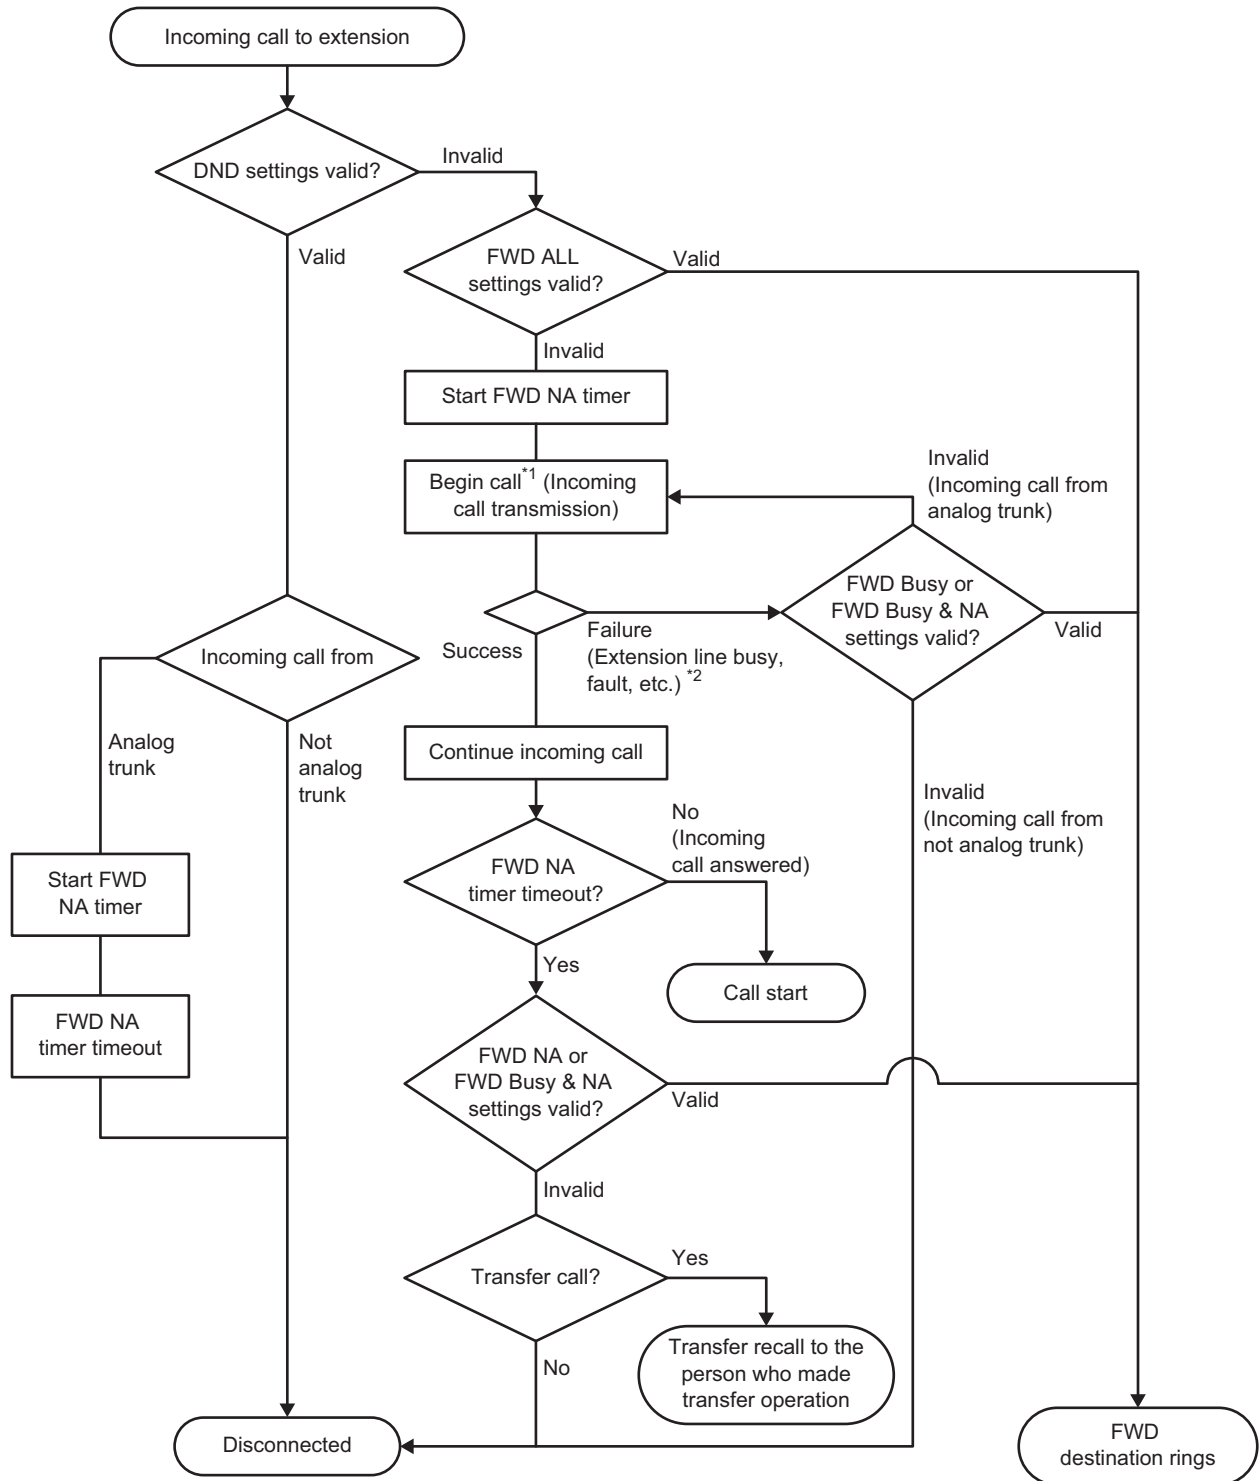 Incoming call to extension
DND settings valid?
Invalid
Valid
FWD ALL
settings valid?
Valid
Invalid
Start FWD NA timer
Begin call*1 (Incoming
call transmission)
Invalid
(Incoming call from
analog trunk)
FWD Busy or
FWD Busy & NA
settings valid?
Valid
Failure
(Extension line busy,
fault, etc.) *2
Success
Incoming call from
Analog
trunk
Not
analog
trunk
Continue incoming call
Invalid
(Incoming call from
not analog trunk)
No
(Incoming
call answered)
FWD NA
timer timeout?
Start FWD
NA timer
Yes
Call start
FWD NA
timer timeout
FWD NA or
FWD Busy & NA
settings valid?
Valid
Invalid
Transfer call?
Yes
Transfer recall to the
person who made
transfer operation
No
Disconnected
FWD
destination rings